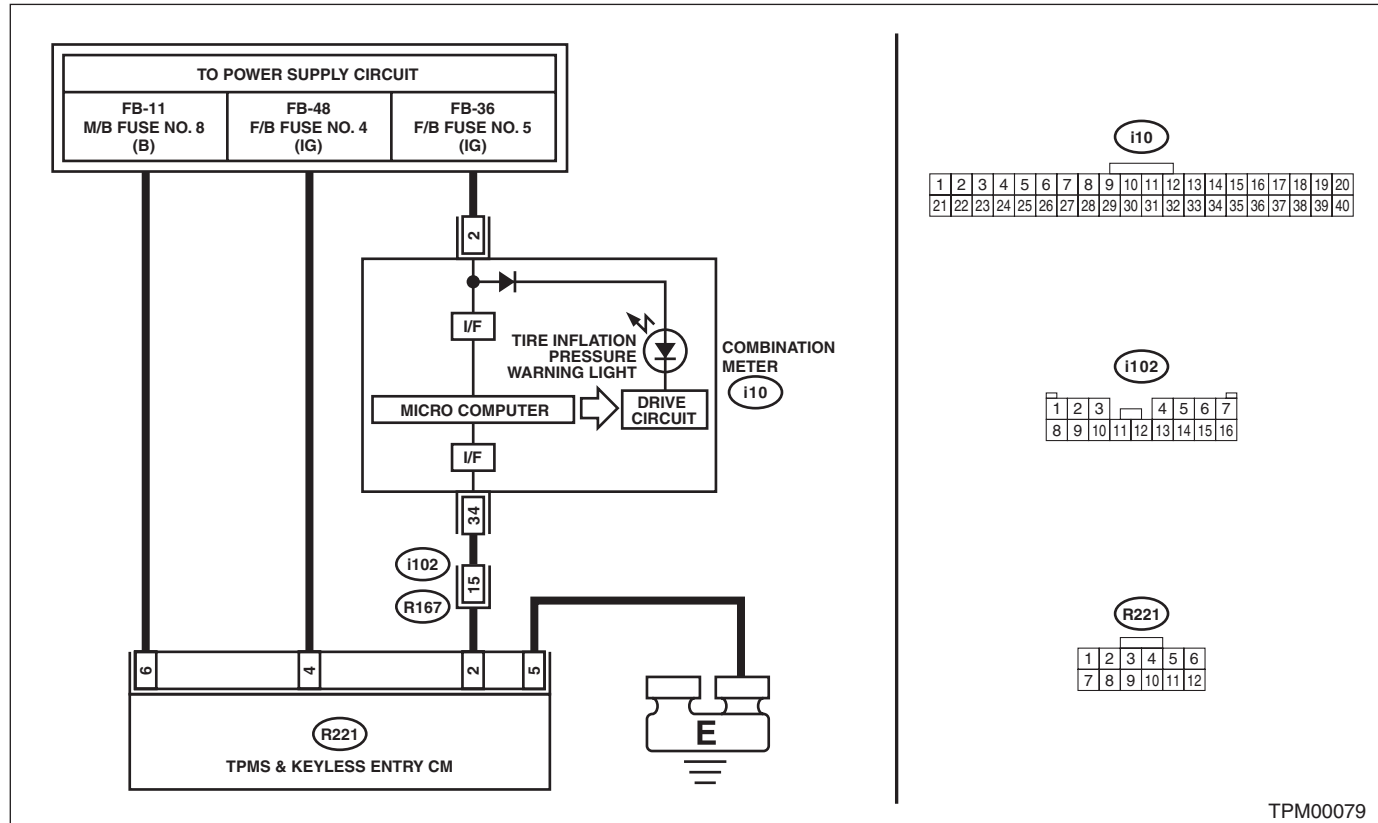 TO POWER SUPPLY CIRCUIT
FB-11
M/B FUSE NO. 8
(B)
FB-48
F/B FUSE NO. 4
(IG)
FB-36
F/B FUSE NO. 5
(IG)
2
I/F
TIRE INFLATION
PRESSURE
WARNING LIGHT
COMBINATION
METER
i10
MICRO COMPUTER
DRIVE
CIRCUIT
I/F
34
i102
15
R167
6
4
2
5
R221
TPMS & KEYLESS ENTRY CM
E
i10
1 2 3 4 5 6 7 8 9 10 11 12 13 14 15 16 17 18 19 20
21 22 23 24 25 26 27 28 29 30 31 32 33 34 35 36 37 38 39 40
i102
1 2 3 4 5 6 7
8 9 10 11 12 13 14 15 16
R221
1 2 3 4 5 6
7 8 9 10 11 12
TPM00079